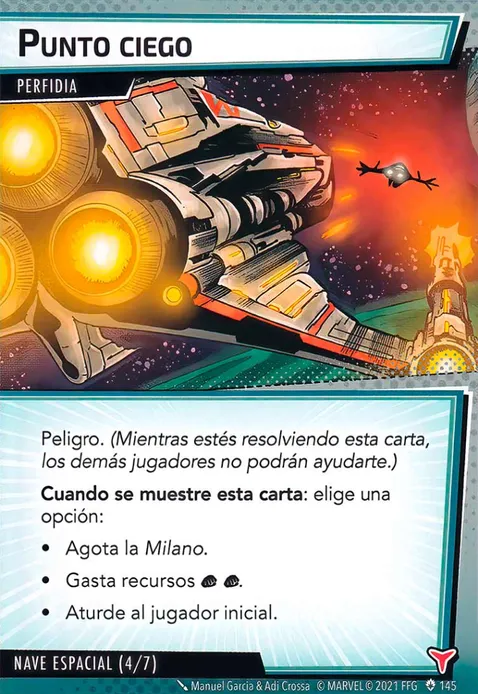 PUNTO CIEGO
PERFIDIA
Peligro. (Mientras estés resolviendo esta carta,
los demás jugadores no podrán ayudarte.)
Cuando se muestre esta carta: elige una
opción:
• Agota la Milano.
• Gasta recursos.
• Aturde al jugador inicial.
NAVE ESPACIAL (4/7)
Manuel Garcia & Adi Crossa © MARVEL © 2021 FFG 145